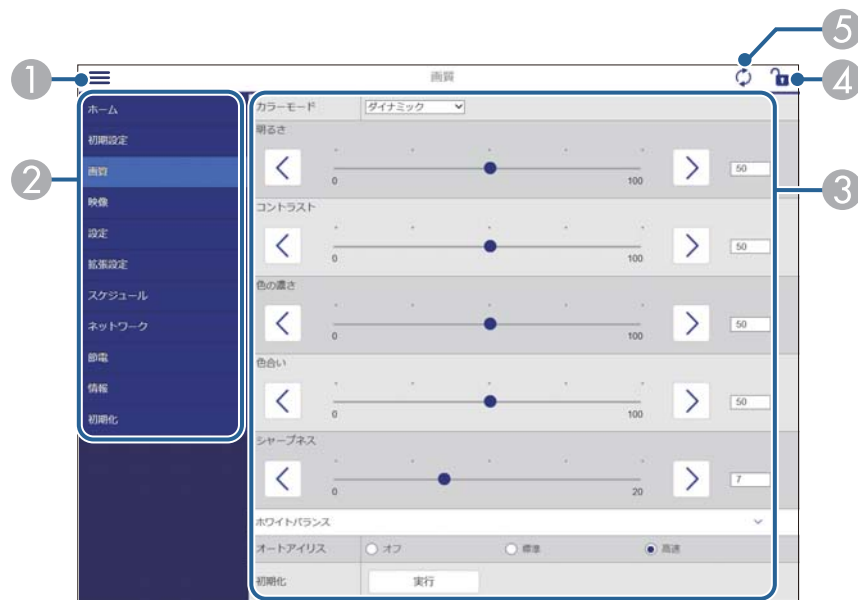 5
1
画質
4
ホーム
初期設定
画質
映像
設定
拡張設定
スケジュール
ネットワーク
節電
情報
初期化
2
3
カラーモード ダイナミック
明るさ
0 100 50
コントラスト
0 100 50
色の濃さ
0 100 50
色合い
0 100 50
シャープネス
0 20 7
ホワイトバランス
オートアイリス オフ 標準 高速
初期化 実行